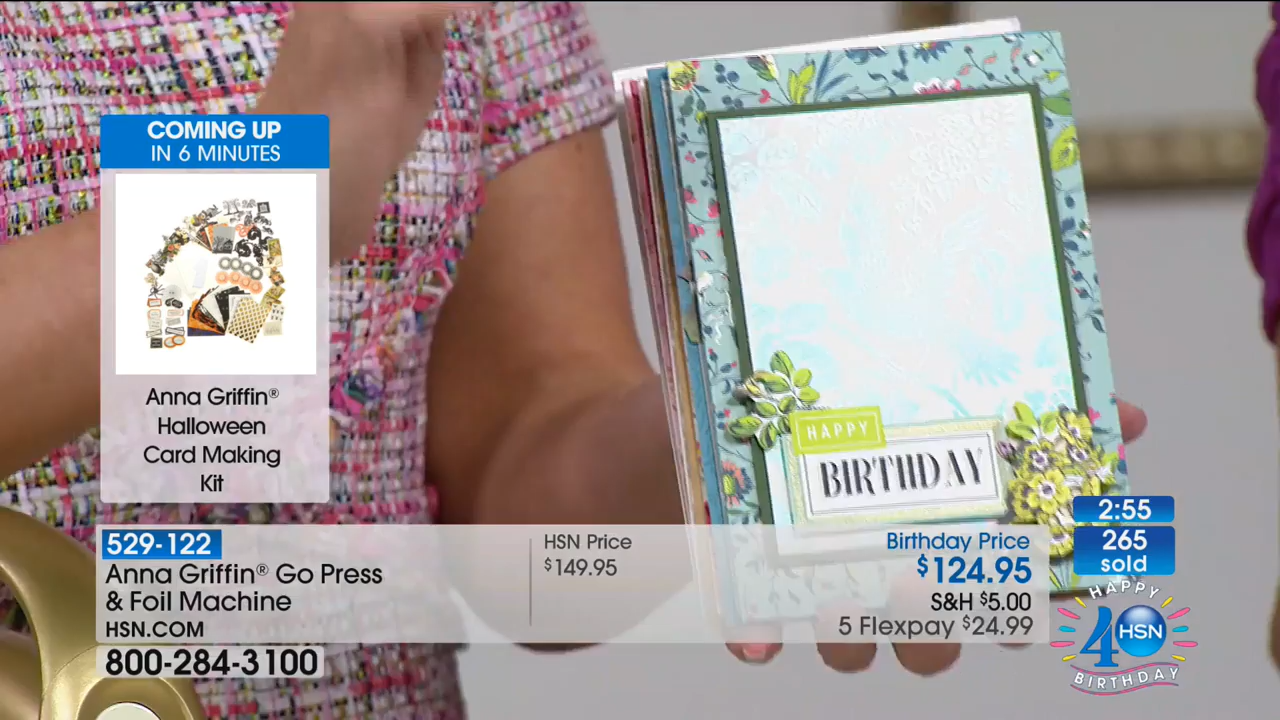 COMING UP
IN 6 MINUTES
Anna Griffin®
Halloween
Card Making
Kit
HAPPY
BIRTHDAY
529-122
Anna Griffin® Go Press
& Foil Machine
HSN.COM
800-284-3100
HSN Price
$149.95
Birthday Price
$124.95
S&H $5.00
5 Flexpay $24.99
2:55
265
sold
HAPPY
40 HSN
BIRTHDAY